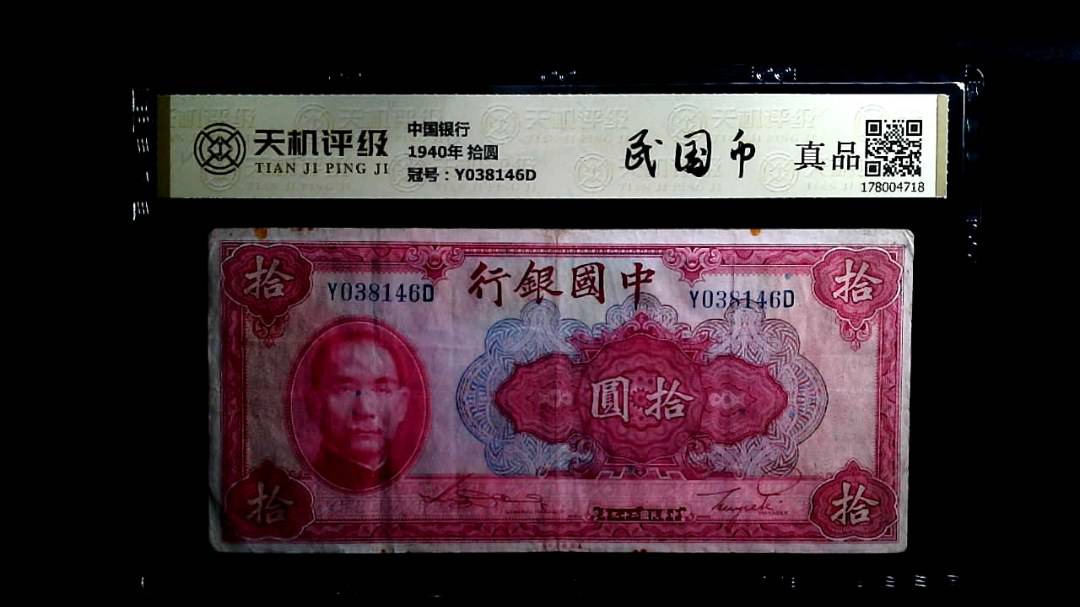 天机评级
TIAN JI PING JI
中国银行
1940年 拾圆
冠号：Y038146D
民国币
真品
178004718
拾
行銀國中
拾
Y038146D
Y038146D
圓拾
拾
拾